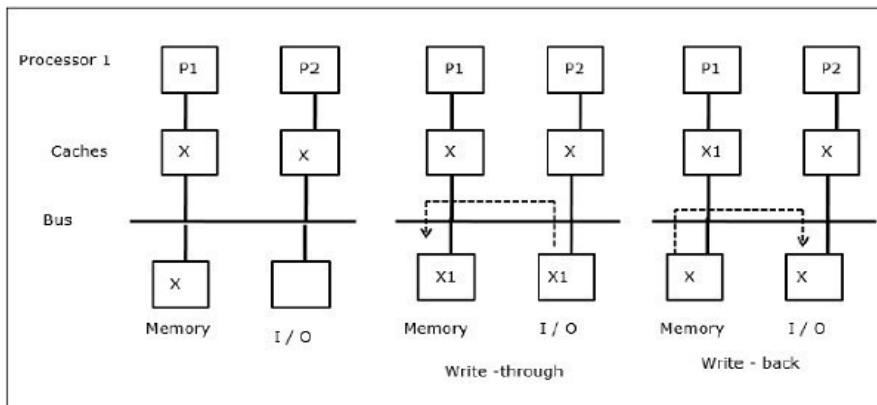 Processor 1 P1 P2 P1 P2 P1 P2
Caches X X X X X1 X
Bus
X X1 X1 X X
Memory I / O Memory I / O Memory I / O
Write -through Write - back